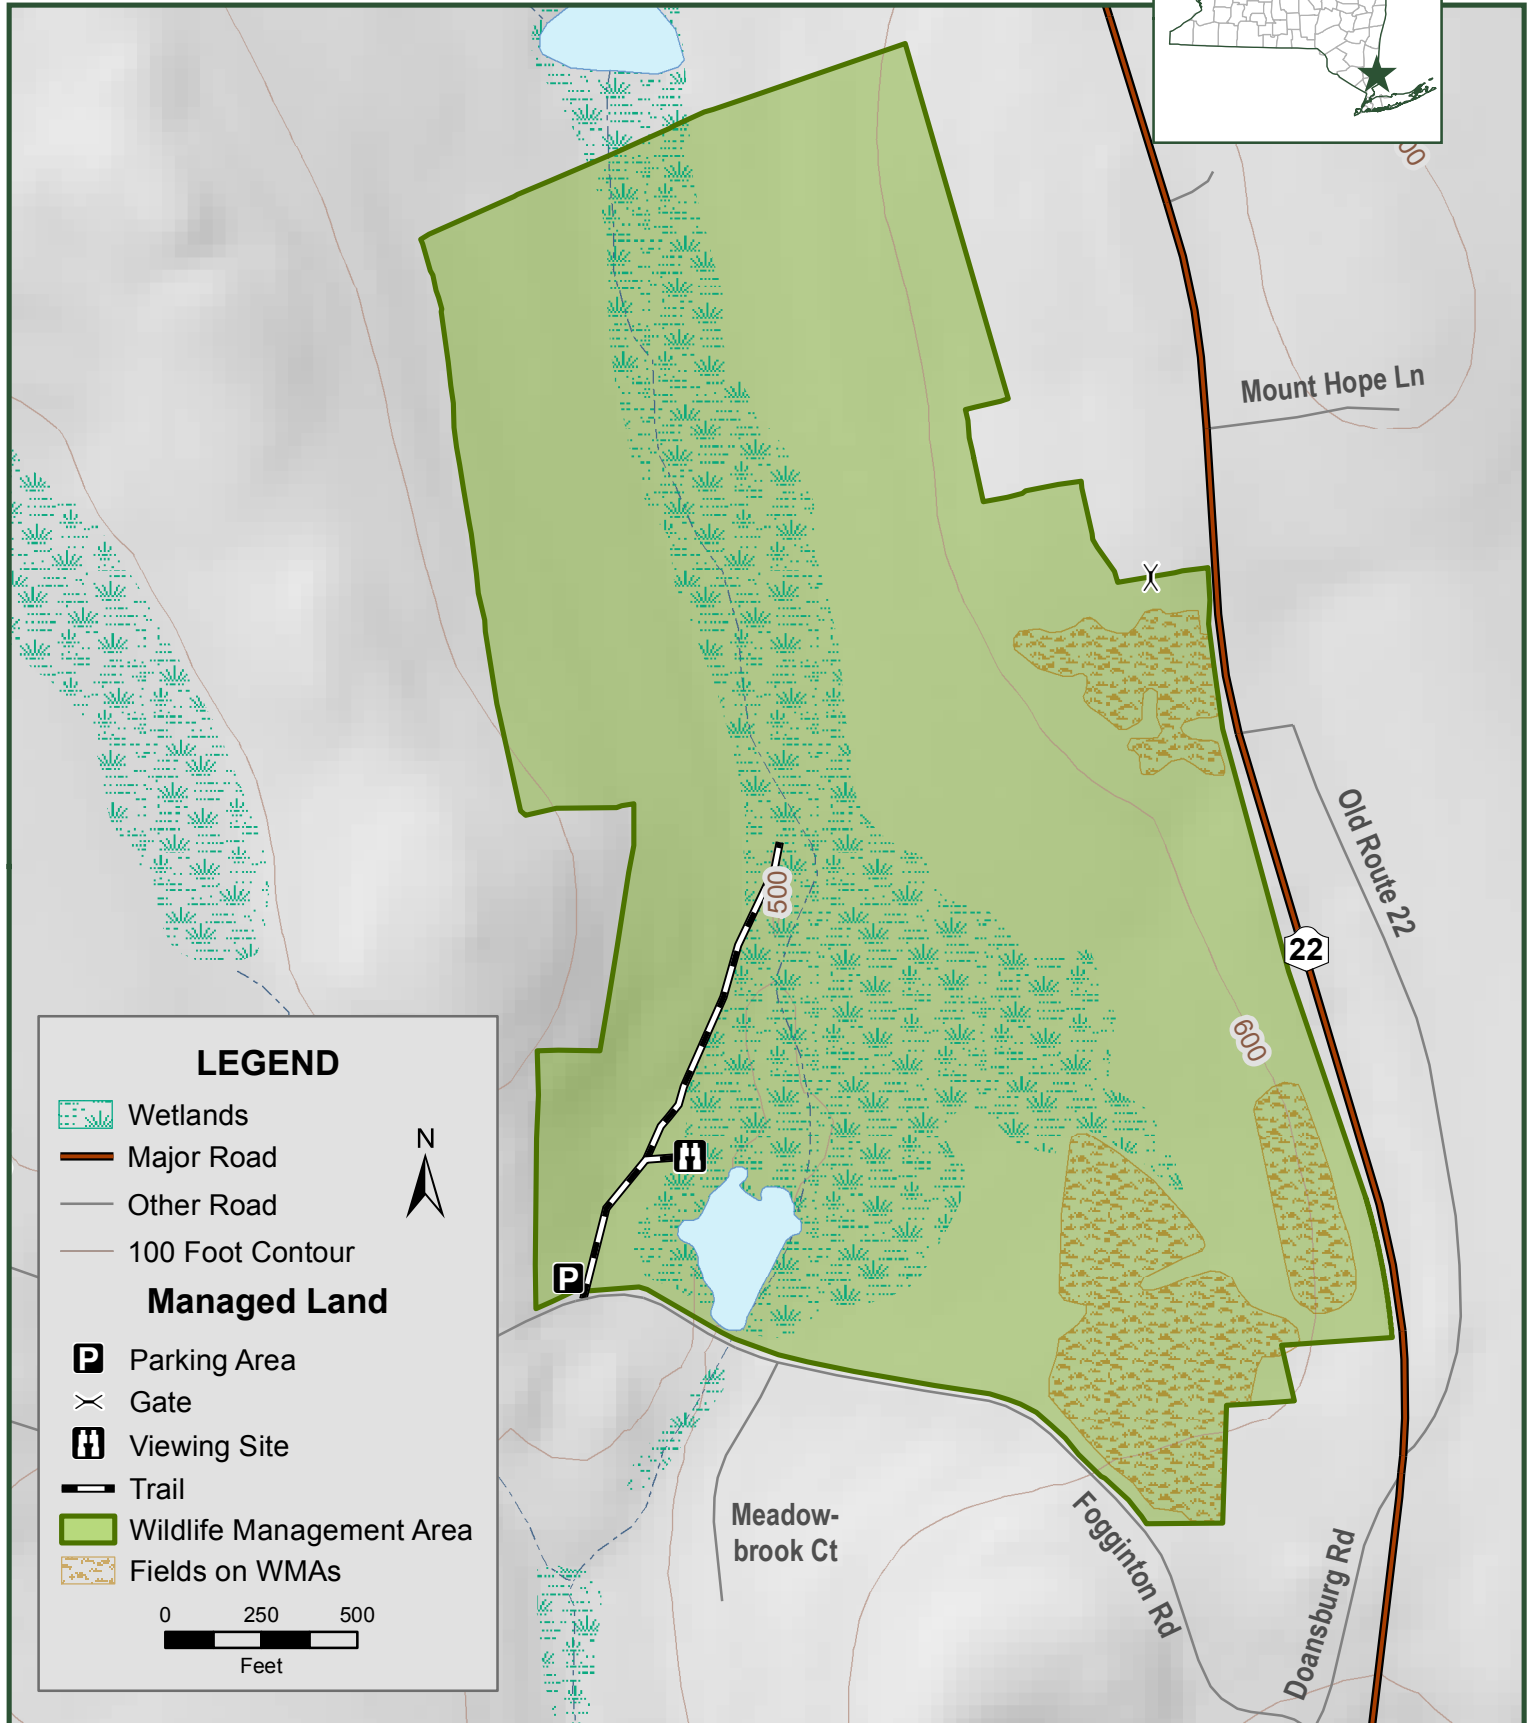 00
Mount Hope Ln
Old Route 22
22
500
600
LEGEND
Wetlands
Major Road
Other Road
100 Foot Contour
N
Managed Land
P
Parking Area
Gate
Viewing Site
Trail
Wildlife Management Area
Fields on WMAs
0 250 500
Feet
P
Meadow-
brook Ct
Fogginton Rd
Doansburg Rd